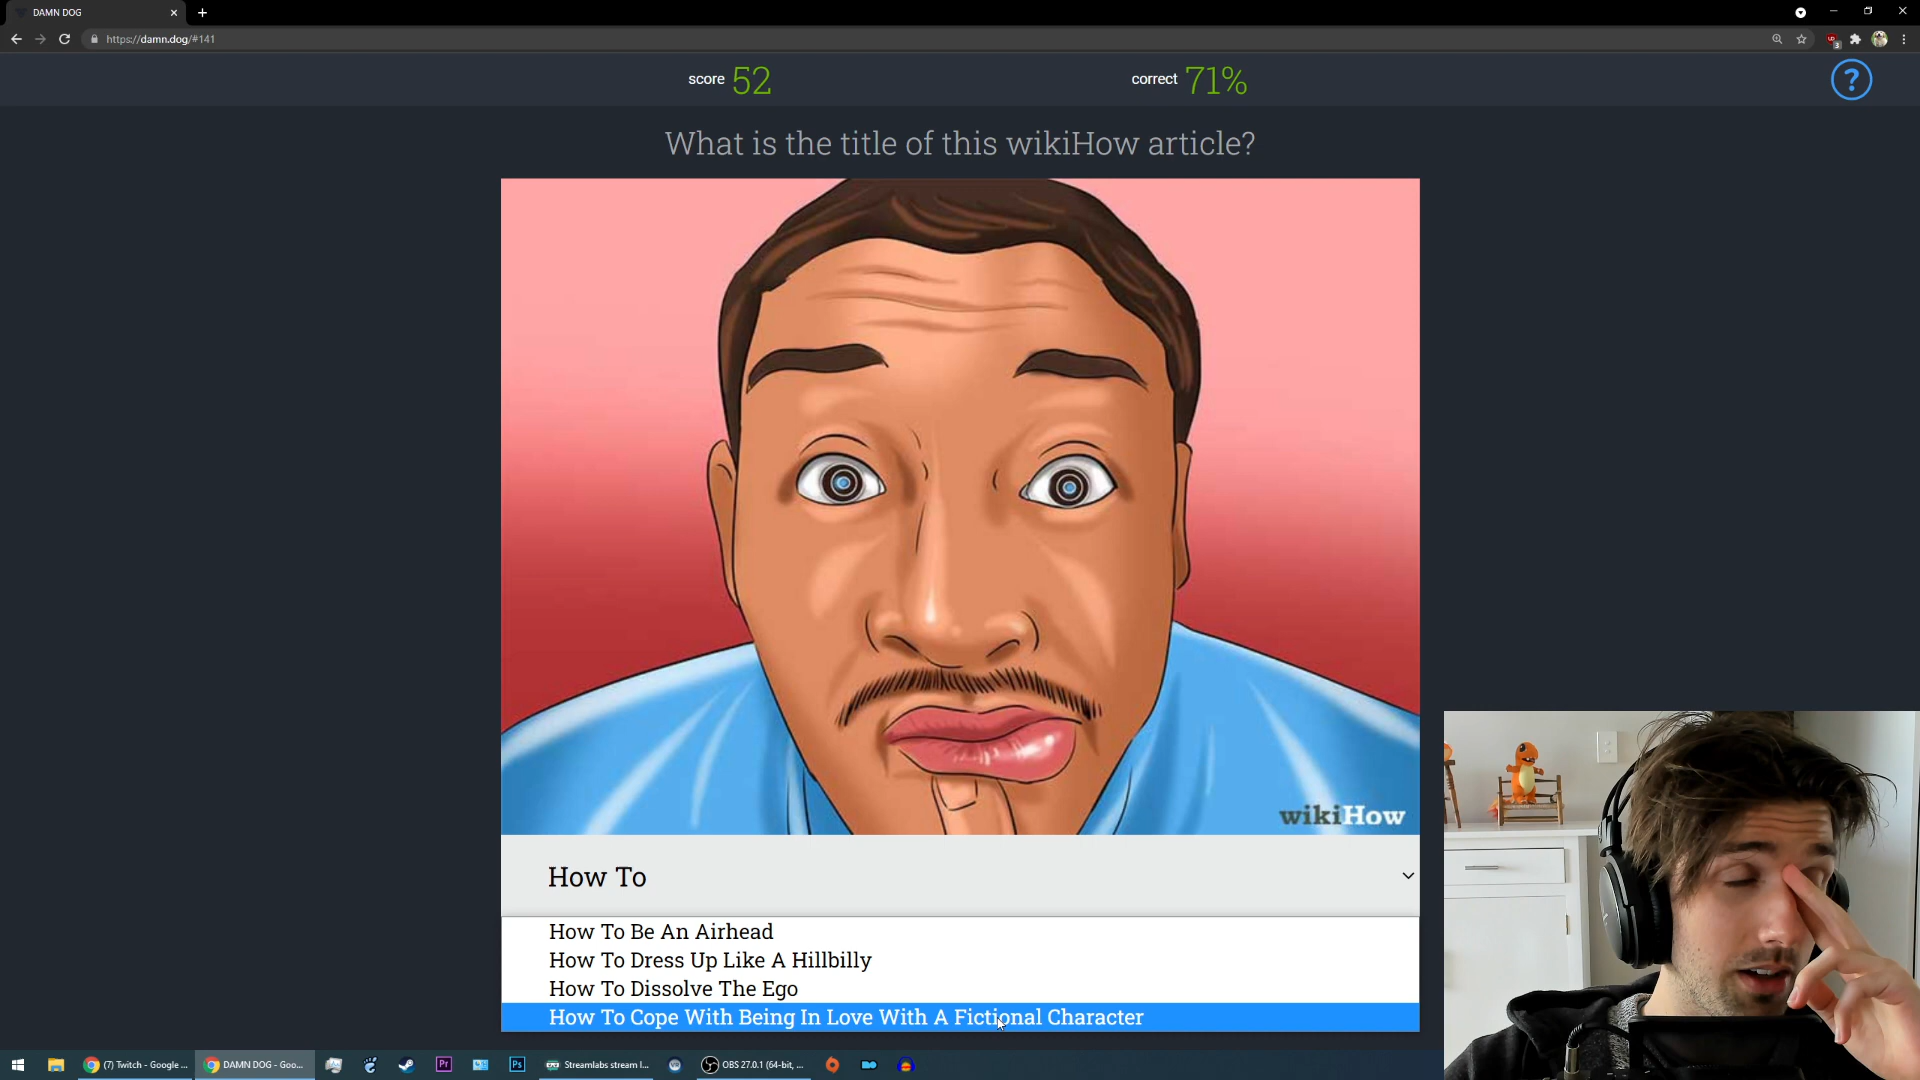 DAMN DOG
https://damn.dog/#141
score 52
correct 71%
?
What is the title of this wikiHow article?
wikiHow
How To
How To Be An Airhead
How To Dress Up Like A Hillbilly
How To Dissolve The Ego
How To Cope With Being In Love With A Fictional Character
(7) Twitch - Google ...
DAMN DOG - Goo...
Pr
Ps
Streamlabs stream l...
OBS 27.0.1 (64-bit, ...